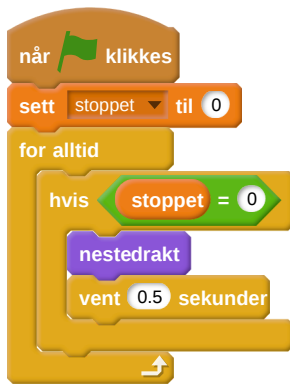 når klikkes
sett stoppet til 0
for alltid
hvis stoppet = 0
nestedrakt
vent 0.5 sekunder